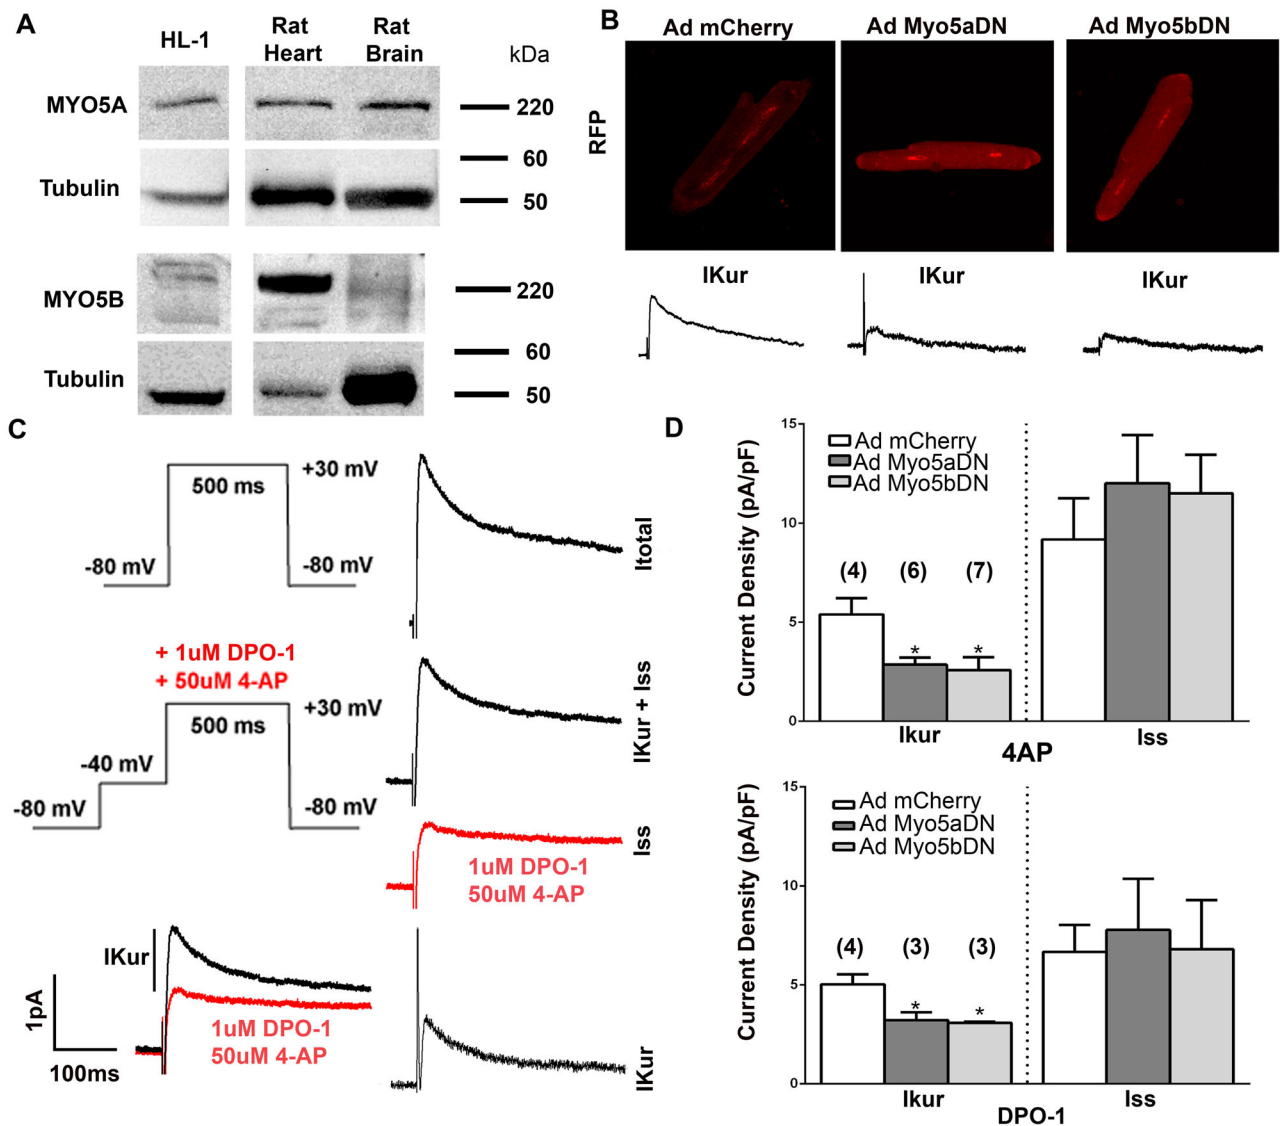 A
HL-1
Rat
Heart
Rat
Brain
kDa
MYO5A
220
Tubulin
60
50
MYO5B
220
Tubulin
60
50
B
Ad mCherry
Ad Myo5aDN
Ad Myo5bDN
RFP
IKur
IKur
IKur
C
+30 mV
500 ms
-80 mV
-80 mV
Itotal
+ 1uM DPO-1
+ 50uM 4-AP
+30 mV
500 ms
-40 mV
-80 mV
-80 mV
IKur + Iss
Iss
1uM DPO-1
50uM 4-AP
IKur
1pA
100ms
1uM DPO-1
50uM 4-AP
IKur
D
Current Density (pA/pF)
15
10
5
0
Ad mCherry
Ad Myo5aDN
Ad Myo5bDN
(4)
(6)
(7)
*
*
Ikur
Iss
4AP
Current Density (pA/pF)
15
10
5
0
Ad mCherry
Ad Myo5aDN
Ad Myo5bDN
(4)
(3)
(3)
*
*
Ikur
Iss
DPO-1